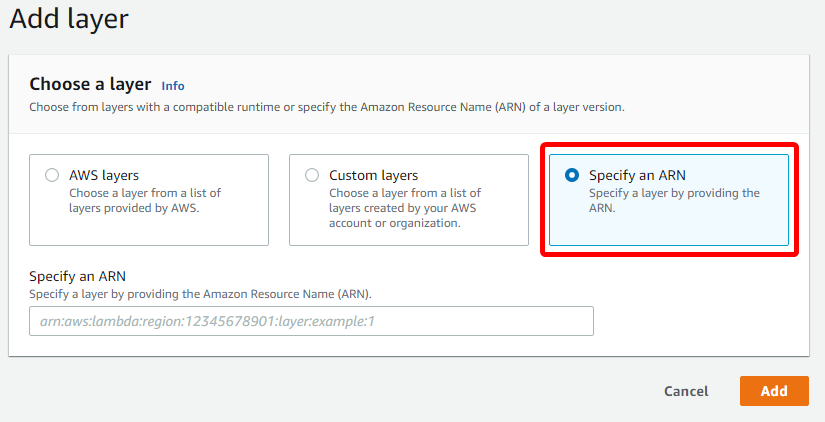 Add layer
Choose a layer Info
Choose from layers with a compatible runtime or specify the Amazon Resource Name (ARN) of a layer version.
AWS layers
Choose a layer from a list of
layers provided by AWS.
Custom layers
Choose a layer from a list of
layers created by your AWS
account or organization.
Specify an ARN
Specify a layer by providing the
ARN.
Specify an ARN
Specify a layer by providing the Amazon Resource Name (ARN).
arn:aws:lambda:region:12345678901:layer:example:1
Cancel
Add